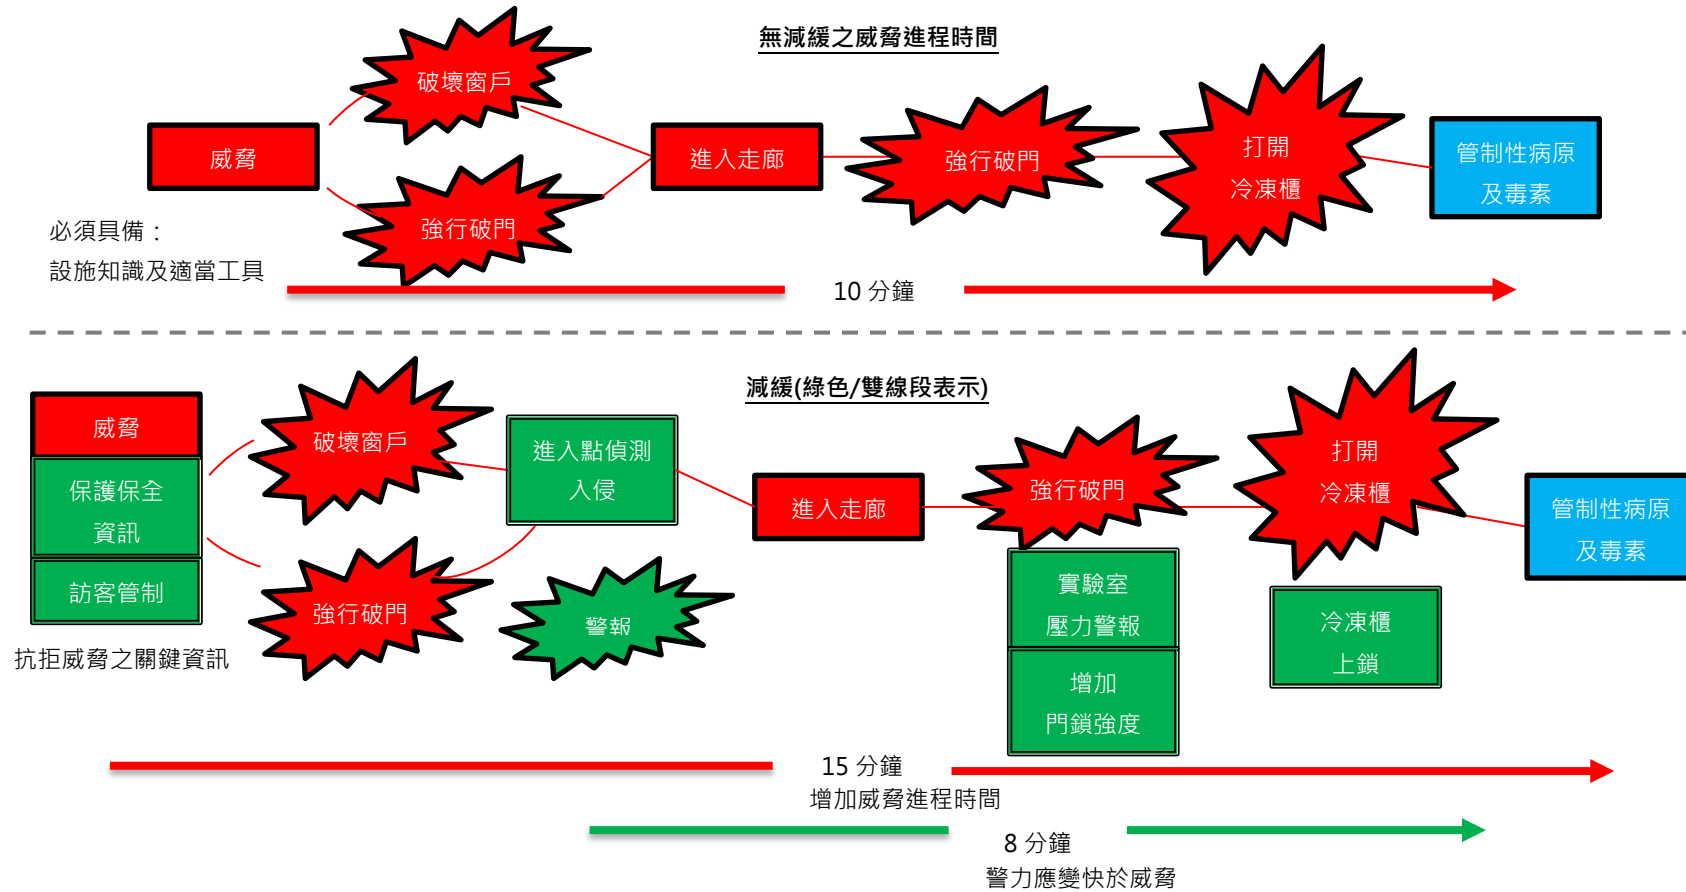 無減緩之威脅進程時間
破壞窗戶
威脅
進入走廊
強行破門
打開
冷凍櫃
管制性病原
及毒素
強行破門
必須具備：
設施知識及適當工具
10 分鐘
減緩(綠色/雙線段表示)
威脅
保護保全
資訊
訪客管制
抗拒威脅之關鍵資訊
破壞窗戶
強行破門
進入點偵測
入侵
警報
進入走廊
強行破門
實驗室
壓力警報
增加
門鎖強度
打開
冷凍櫃
冷凍櫃
上鎖
管制性病原
及毒素
15 分鐘
增加威脅進程時間
8 分鐘
警力應變快於威脅